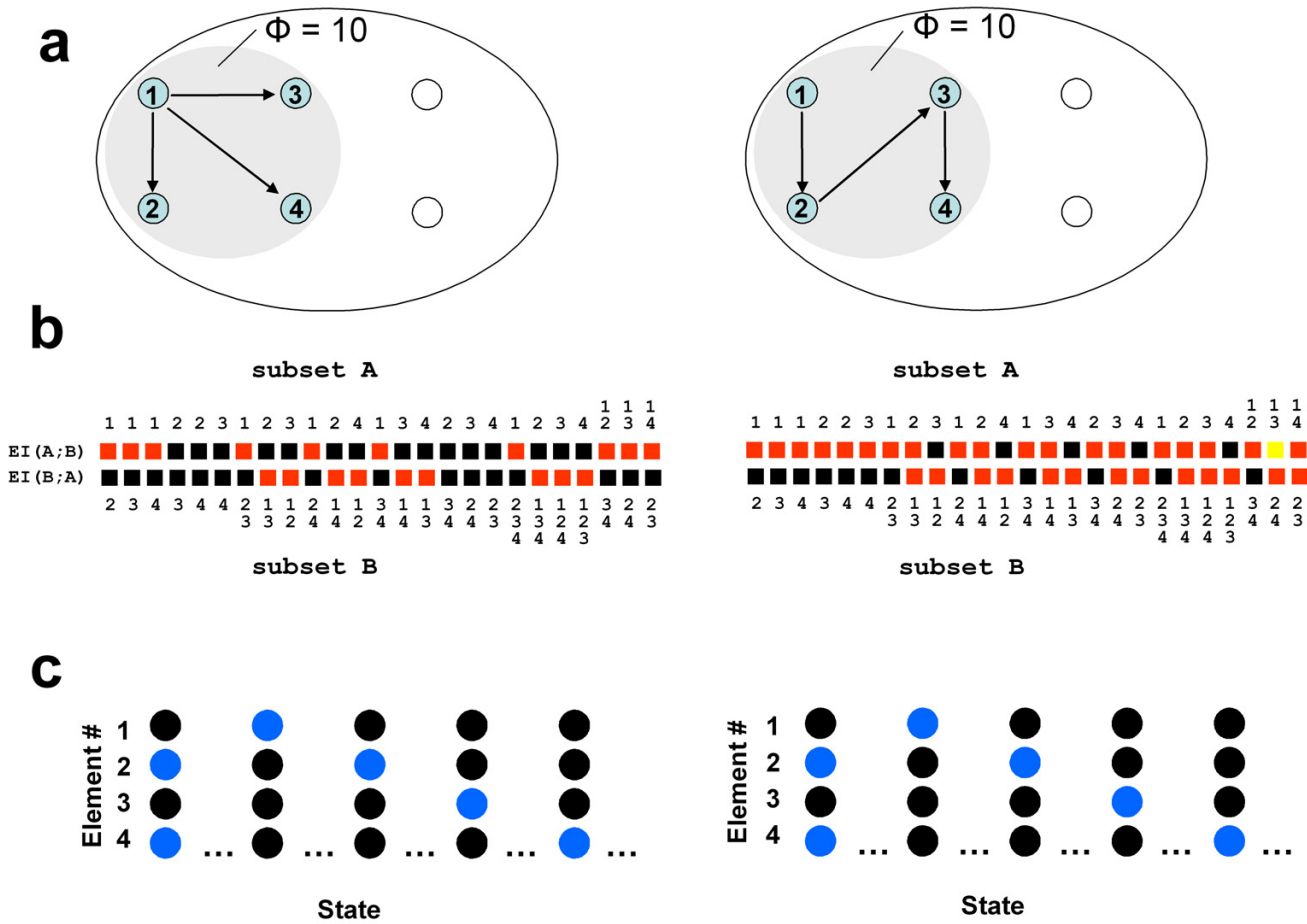 a
Φ = 10
1
3
2
4
Φ = 10
1
3
2
4
b
subset A
1 1 1
1 1 1 2 2 3 1 2 3 1 2 4 1 3 4 2 3 4 1 2 3 4 2 3 4
EI(A;B)
EI(B;A)
2 3 4 3 4 4 2 1 1 2 1 1 3 1 1 3 2 2 2 1 1 1 3 2 2
3 3 2 4 4 2 4 4 3 4 4 3 3 3 2 2 4 4 3
4 4 4 3
subset B
subset A
1 1 1
1 1 1 2 2 3 1 2 3 1 2 4 1 3 4 2 3 4 1 2 3 4 2 3 4
2 3 4 3 4 4 2 1 1 2 1 1 3 1 1 3 2 2 2 1 1 1 3 2 2
3 3 2 4 4 2 4 4 3 4 4 3 3 3 2 2 4 4 3
4 4 4 3
subset B
c
Element #
1
2
3
4
... ... ... ... ...
State
Element #
1
2
3
4
... ... ... ... ...
State